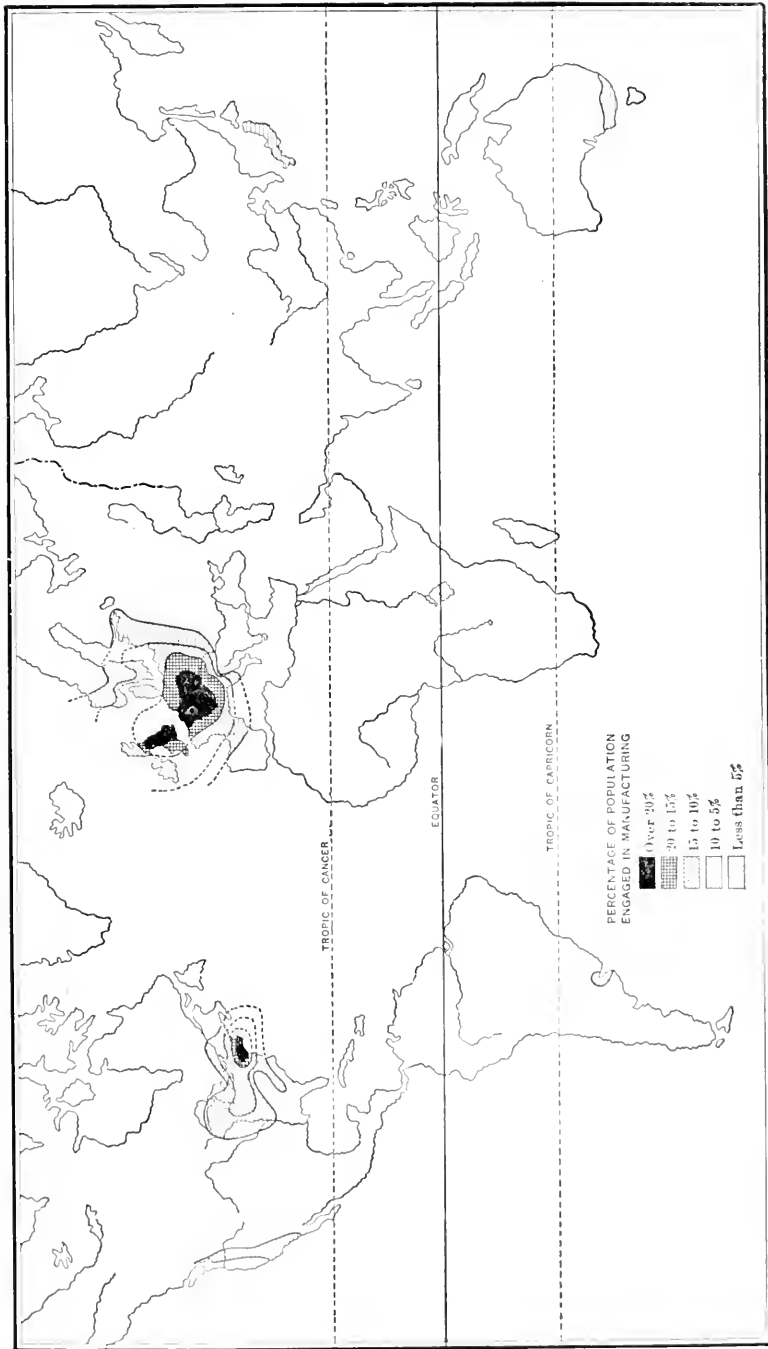 TROPIC OF CANCER
EQUATOR
TROPIC OF CAPRICORN
PERCENTAGE OF POPULATION
ENGAGED IN MANUFACTURING
Over 20%
20 to 15%
15 to 10%
10 to 5%
Less than 5%